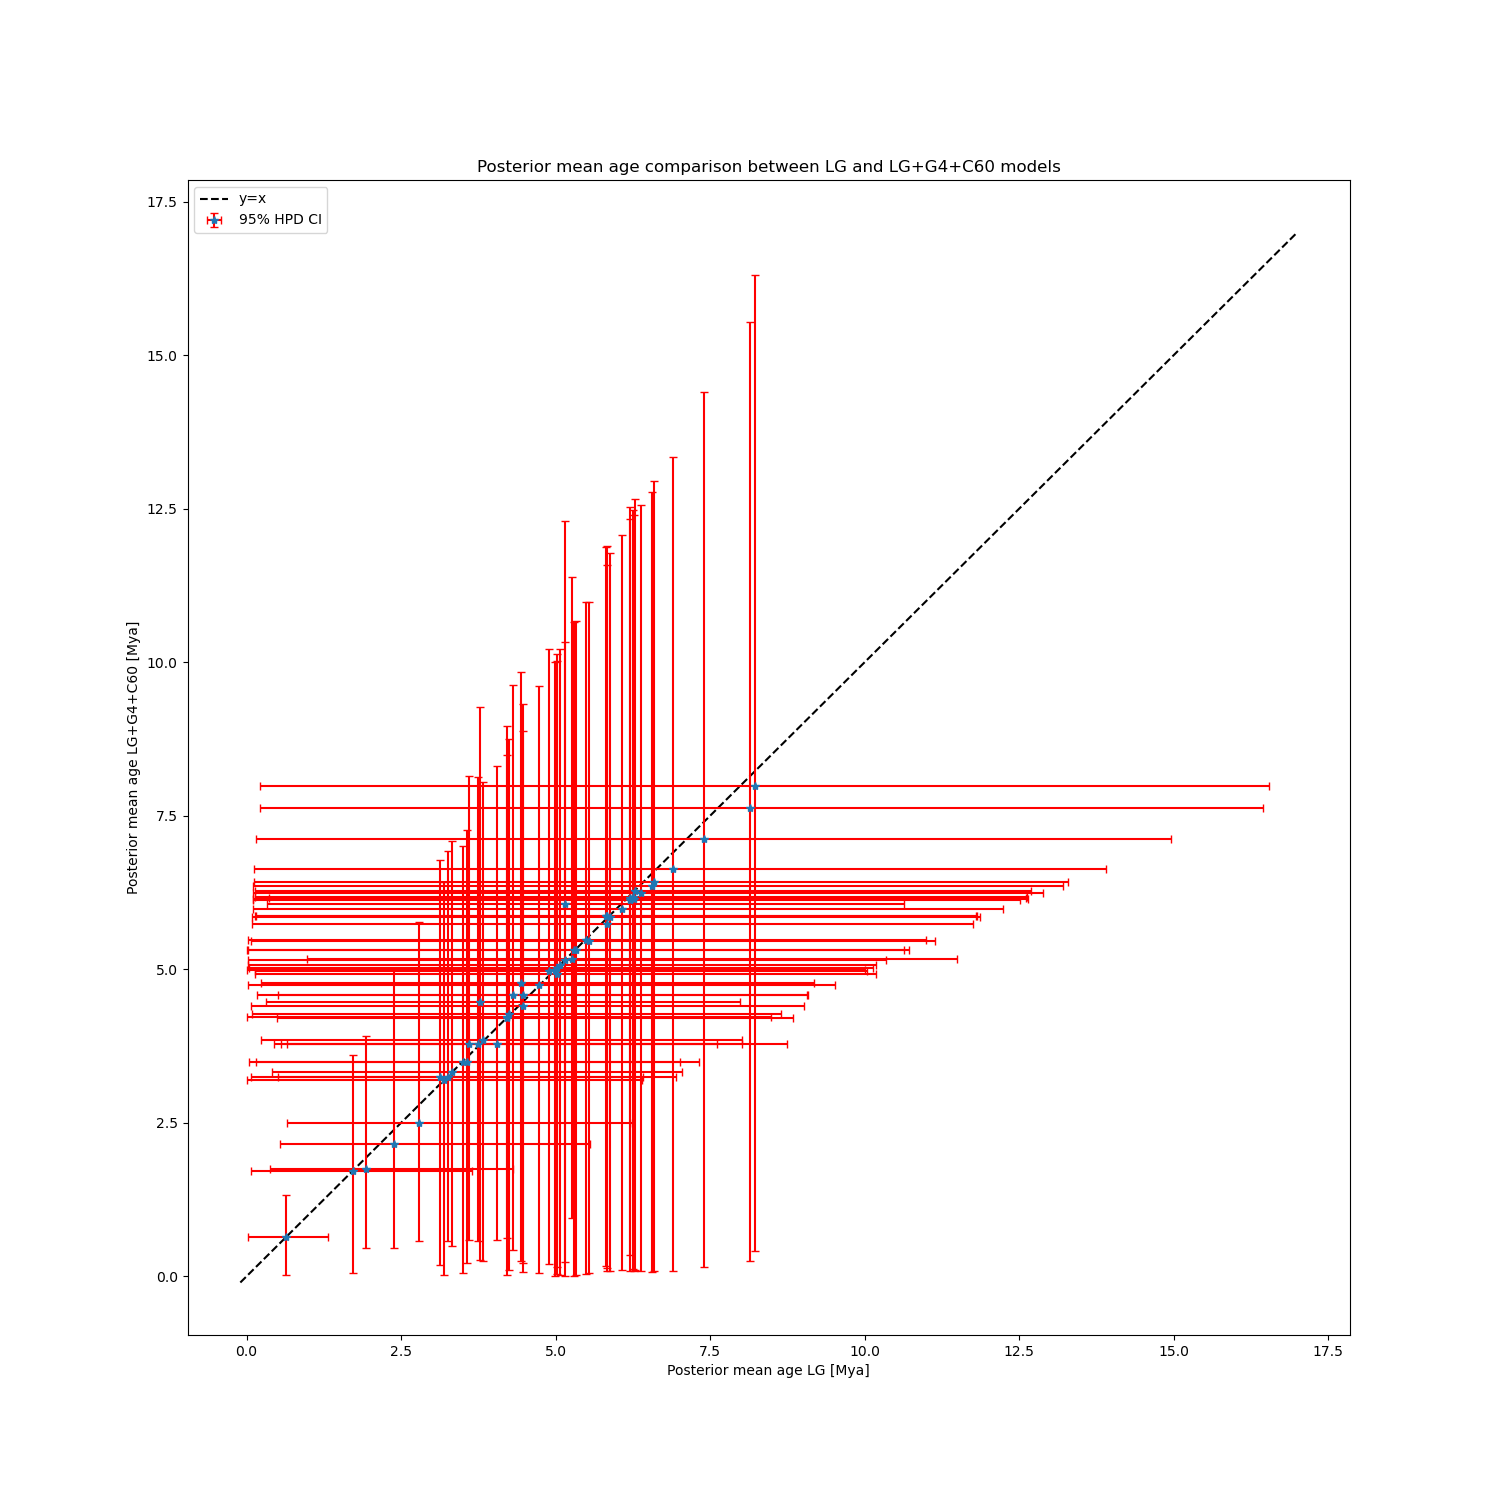 Posterior mean age comparison between LG and LG+G4+C60 models
y=x
95% HPD CI
17.5
15.0
12.5
10.0
7.5
5.0
2.5
0.0
Posterior mean age LG+G4+C60 [Mya]
0.0 2.5 5.0 7.5 10.0 12.5 15.0 17.5
Posterior mean age LG [Mya]